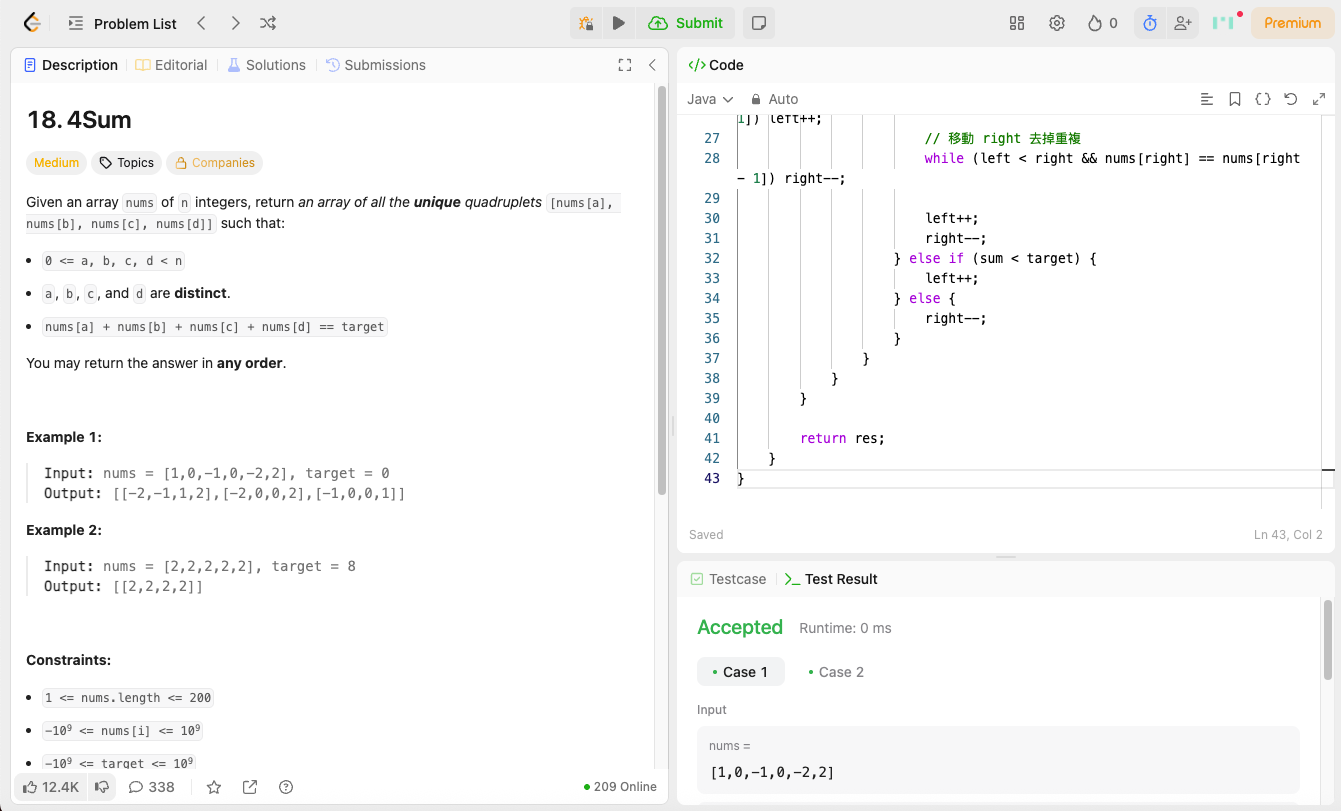 Problem List
Submit
0
Premium
Description
Editorial
Solutions
Submissions
18. 4Sum
Medium
Topics
Companies
Given an array nums of n integers, return an array of all the unique quadruplets [nums[a],
nums[b], nums[c], nums[d]] such that:
• 0 <= a, b, c, d < n
• a, b, c, and d are distinct.
• nums[a] + nums[b] + nums[c] + nums[d] == target
You may return the answer in any order.
Example 1:
Input: nums = [1,0,-1,0,-2,2], target = 0
Output: [[-2,-1,1,2],[-2,0,0,2],[-1,0,0,1]]
Example 2:
Input: nums = [2,2,2,2,2], target = 8
Output: [[2,2,2,2]]
Constraints:
• 1 <= nums.length <= 200
• -10⁹ <= nums[i] <= 10⁹
• -10⁹ <= target <= 10⁹
12.4K
338
209 Online
</> Code
Java
Auto
1]) left++;
27 // 移動 right 去掉重複
28 while (left < right && nums[right] == nums[right
- 1]) right--;
29
30 left++;
31 right--;
32 } else if (sum < target) {
33 left++;
34 } else {
35 right--;
36 }
37 }
38 }
39 }
40
41 return res;
42 }
43 }
Saved
Ln 43, Col 2
Testcase
Test Result
Accepted
Runtime: 0 ms
• Case 1
• Case 2
Input
nums =
[1,0,-1,0,-2,2]